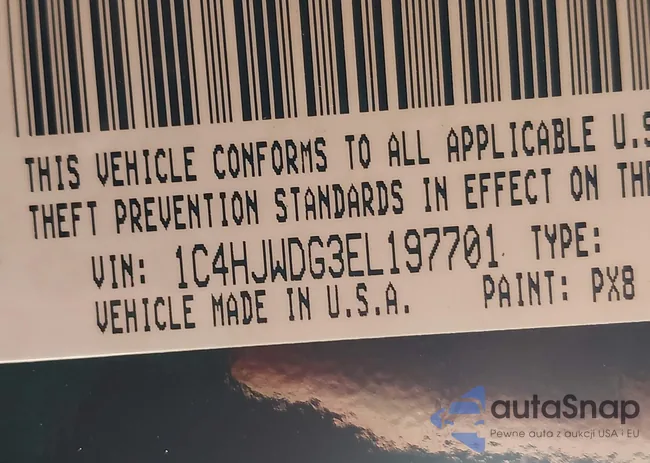 THIS VEHICLE CONFORMS TO ALL APPLICABLE U.S
THEFT PREVENTION STANDARDS IN EFFECT ON THE
VIN: 1C4HJWDG3EL197701 TYPE:
VEHICLE MADE IN U.S.A. PAINT: PX8
autaSnap
Pewne auta z aukcji USA i EU